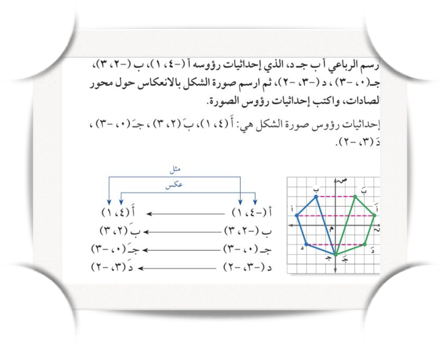 رسم الرباعي أ ب جـ د، الذي إحداثيات رؤوسه أ (-٤، ١)، ب (-٢، ٣)،
جـ(٠، -٣)، د (-٣، -٢)، ثم ارسم صورة الشكل بالانعكاس حول محور
لصادات، واكتب إحداثيات رؤوس الصورة.
إحداثيات رؤوس صورة الشكل هي: أَ (٤، ١)، بَ (٢، ٣)، جـَ (٠، -٣)،
دَ (٣، -٢).
مثل
عكس
أ (-٤، ١) أَ (٤، ١)
ب (-٢، ٣) بَ (٢، ٣)
جـ (٠، -٣) جـَ (٠، -٣)
د (-٣، -٢) دَ (٣، -٢)
ص
ب بَ
أ أَ
م
د دَ
جـ جـَ